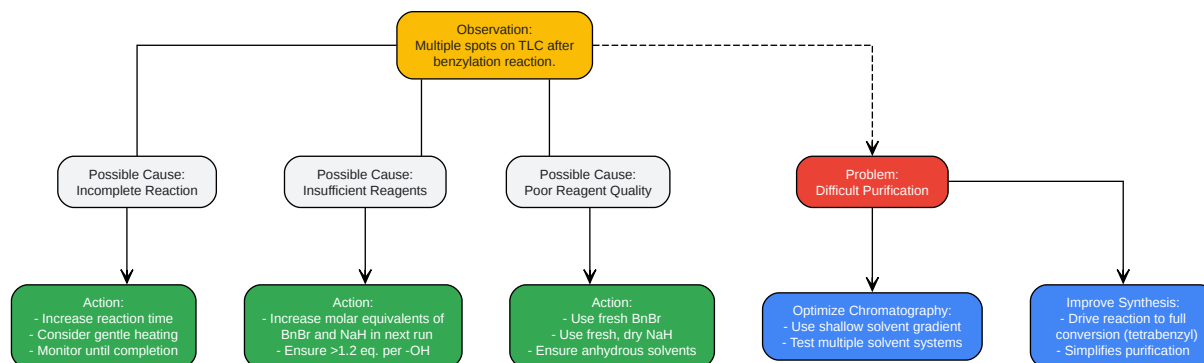 Observation:
Multiple spots on TLC after
benzylation reaction.
Possible Cause:
Incomplete Reaction
Possible Cause:
Insufficient Reagents
Possible Cause:
Poor Reagent Quality
Problem:
Difficult Purification
Action:
- Increase reaction time
- Consider gentle heating
- Monitor until completion
Action:
- Increase molar equivalents of
BnBr and NaH in next run
- Ensure >1.2 eq. per -OH
Action:
- Use fresh BnBr
- Use fresh, dry NaH
- Ensure anhydrous solvents
Optimize Chromatography:
- Use shallow solvent gradient
- Test multiple solvent systems
Improve Synthesis:
- Drive reaction to full
conversion (tetrabenzyl)
- Simplifies purification